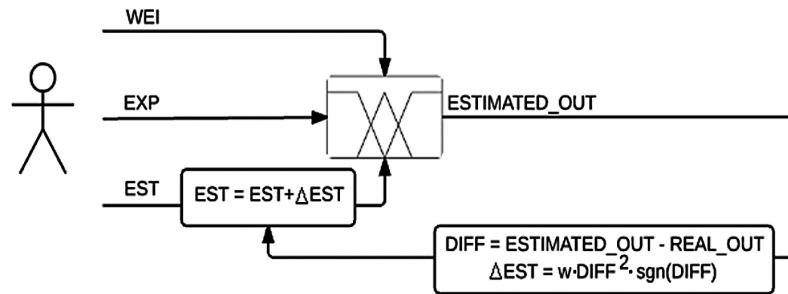 WEI
EXP
ESTIMATED_OUT
EST
EST = EST+ΔEST
DIFF = ESTIMATED_OUT - REAL_OUT
ΔEST = w·DIFF²· sgn(DIFF)